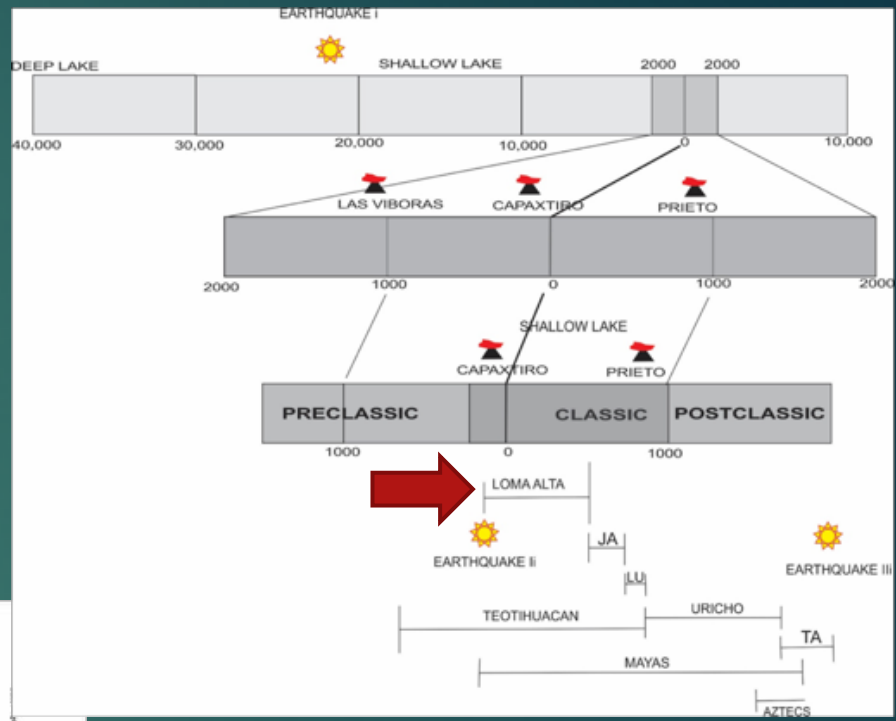 EARTHQUAKE i
DEEP LAKE SHALLOW LAKE 2000 2000
40,000 30,000 20,000 10,000 0 10,000
LAS VIBORAS CAPAXTIRO PRIETO
2000 1000 0 1000 2000
SHALLOW LAKE
CAPAXTIRO PRIETO
PRECLASSIC CLASSIC POSTCLASSIC
1000 0 1000
LOMA ALTA
JA
EARTHQUAKE Ii EARTHQUAKE IIi
LU
TEOTIHUACAN URICHO
TA
MAYAS
AZTECS